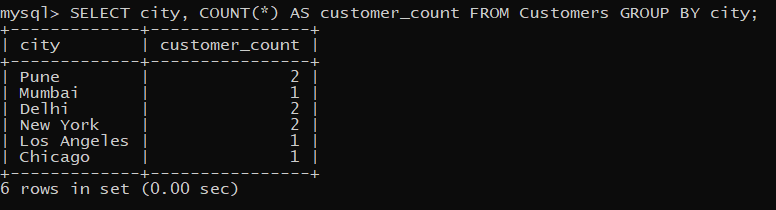 mysql> SELECT city, COUNT(*) AS customer_count FROM Customers GROUP BY city;
+-------------+----------------+
| city        | customer_count |
+-------------+----------------+
| Pune        |              2 |
| Mumbai      |              1 |
| Delhi       |              2 |
| New York    |              2 |
| Los Angeles |              1 |
| Chicago     |              1 |
+-------------+----------------+
6 rows in set (0.00 sec)